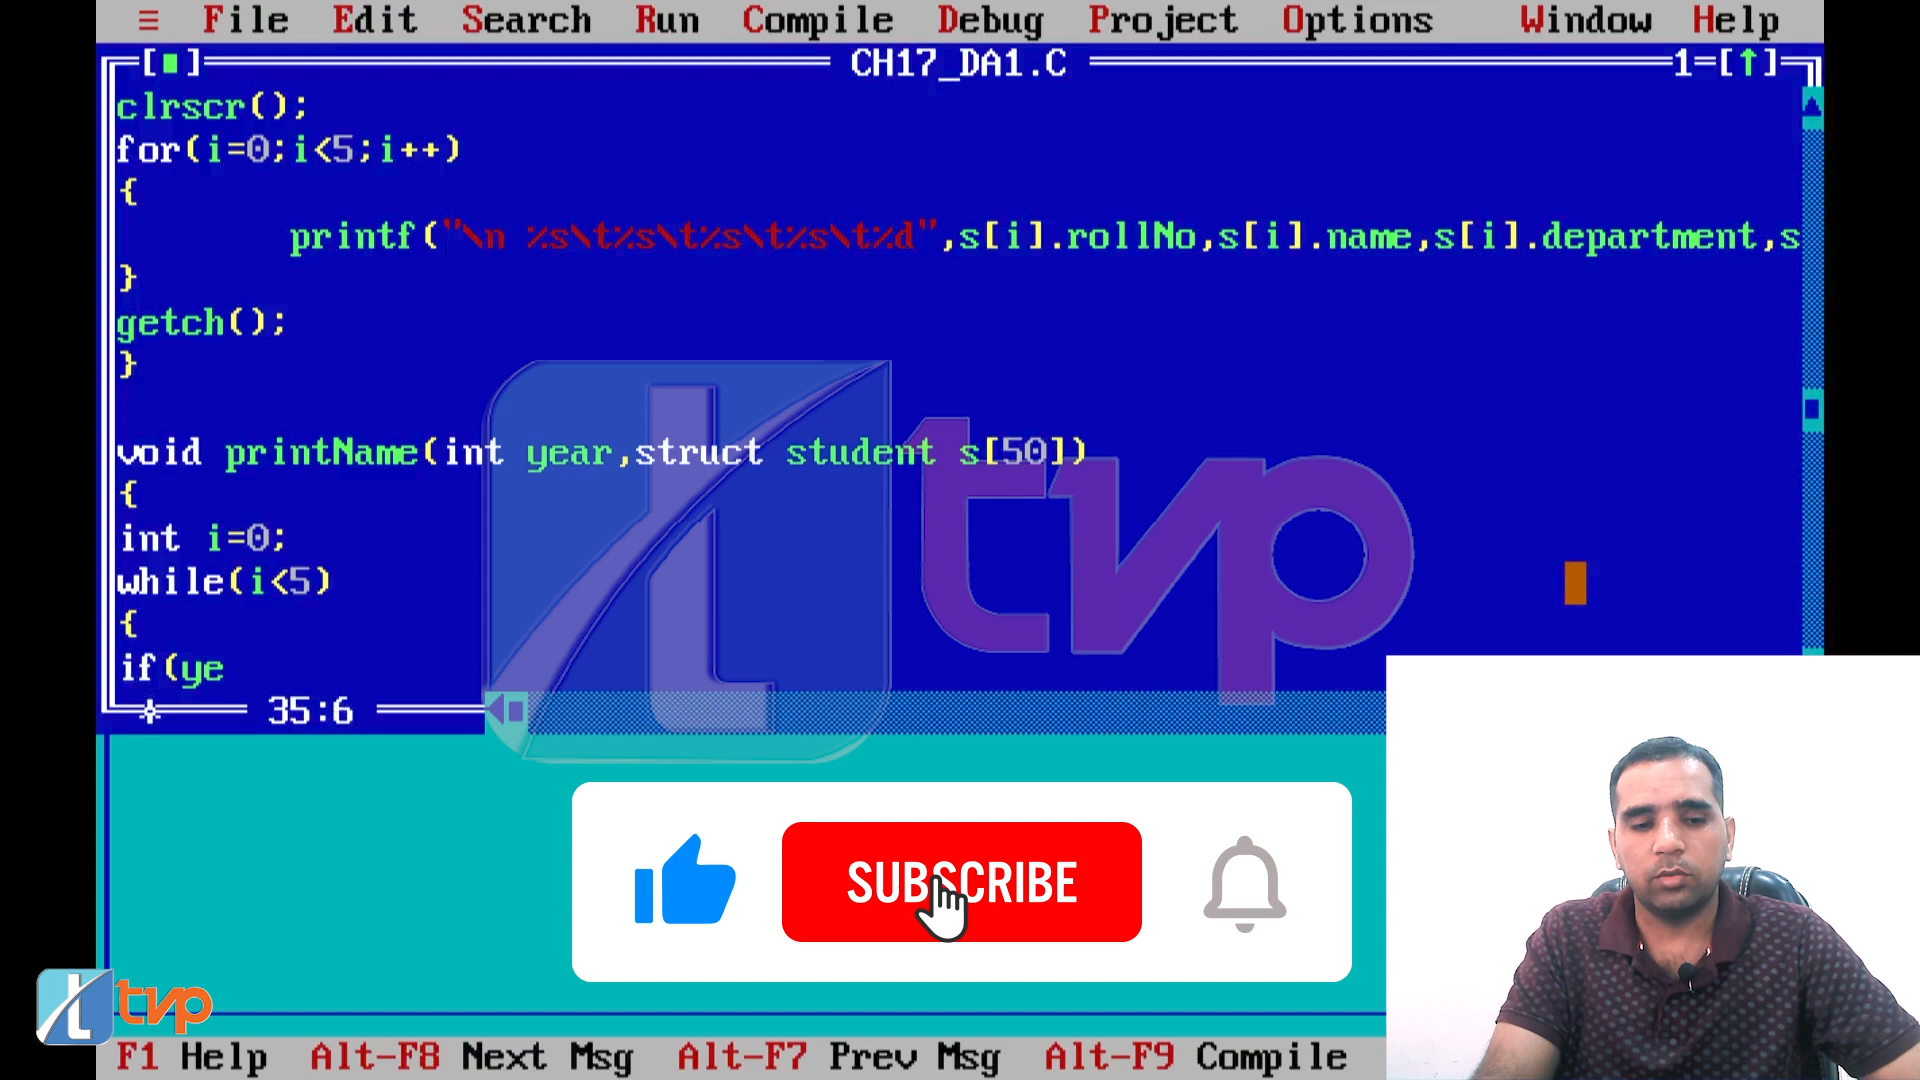 ≡ File Edit Search Run Compile Debug Project Options Window Help
[■] CH17_DA1.C 1=[↑]
clrscr();
for(i=0;i<5;i++)
{
printf("\n %s\t%s\t%s\t%s\t%d",s[i].rollNo,s[i].name,s[i].department,s
}
getch();
}
void printName(int year,struct student s[50])
{
int i=0;
while(i<5)
{
if(ye
35:6
tvp
SUBSCRIBE
tvp
F1 Help Alt-F8 Next Msg Alt-F7 Prev Msg Alt-F9 Compile